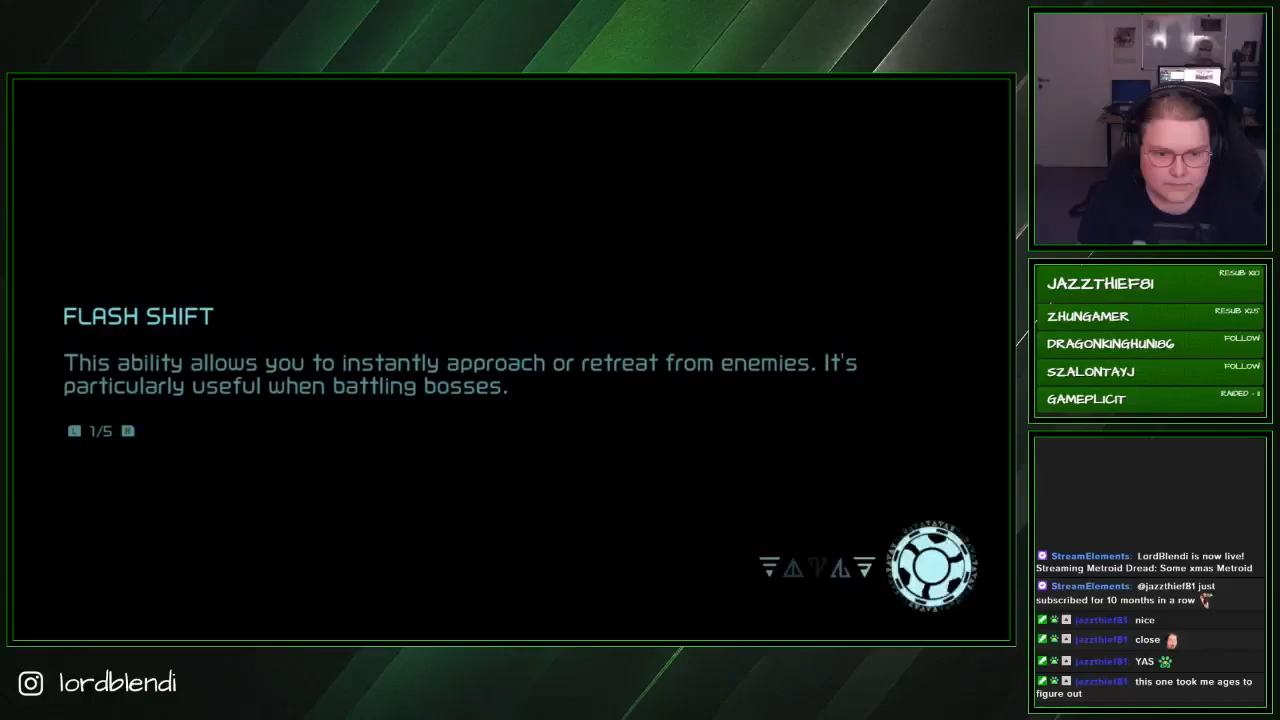 FLASH SHIFT
This ability allows you to instantly approach or retreat from enemies. It's
particularly useful when battling bosses.
L 1/5 R
lordblendi
JAZZTHIEF81 RESUB X10
ZHUNGAMER RESUB X25
DRAGONKINGHUN186 FOLLOW
SZALONTAYJ FOLLOW
GAMEPLICIT
StreamElements: LordBlendi is now live!
Streaming Metroid Dread: Some xmas Metroid
StreamElements: @jazzthief81 just
subscribed for 10 months in a row
jazzthief81: nice
jazzthief81: close
jazzthief81: YAS
jazzthief81: this one took me ages to
figure out